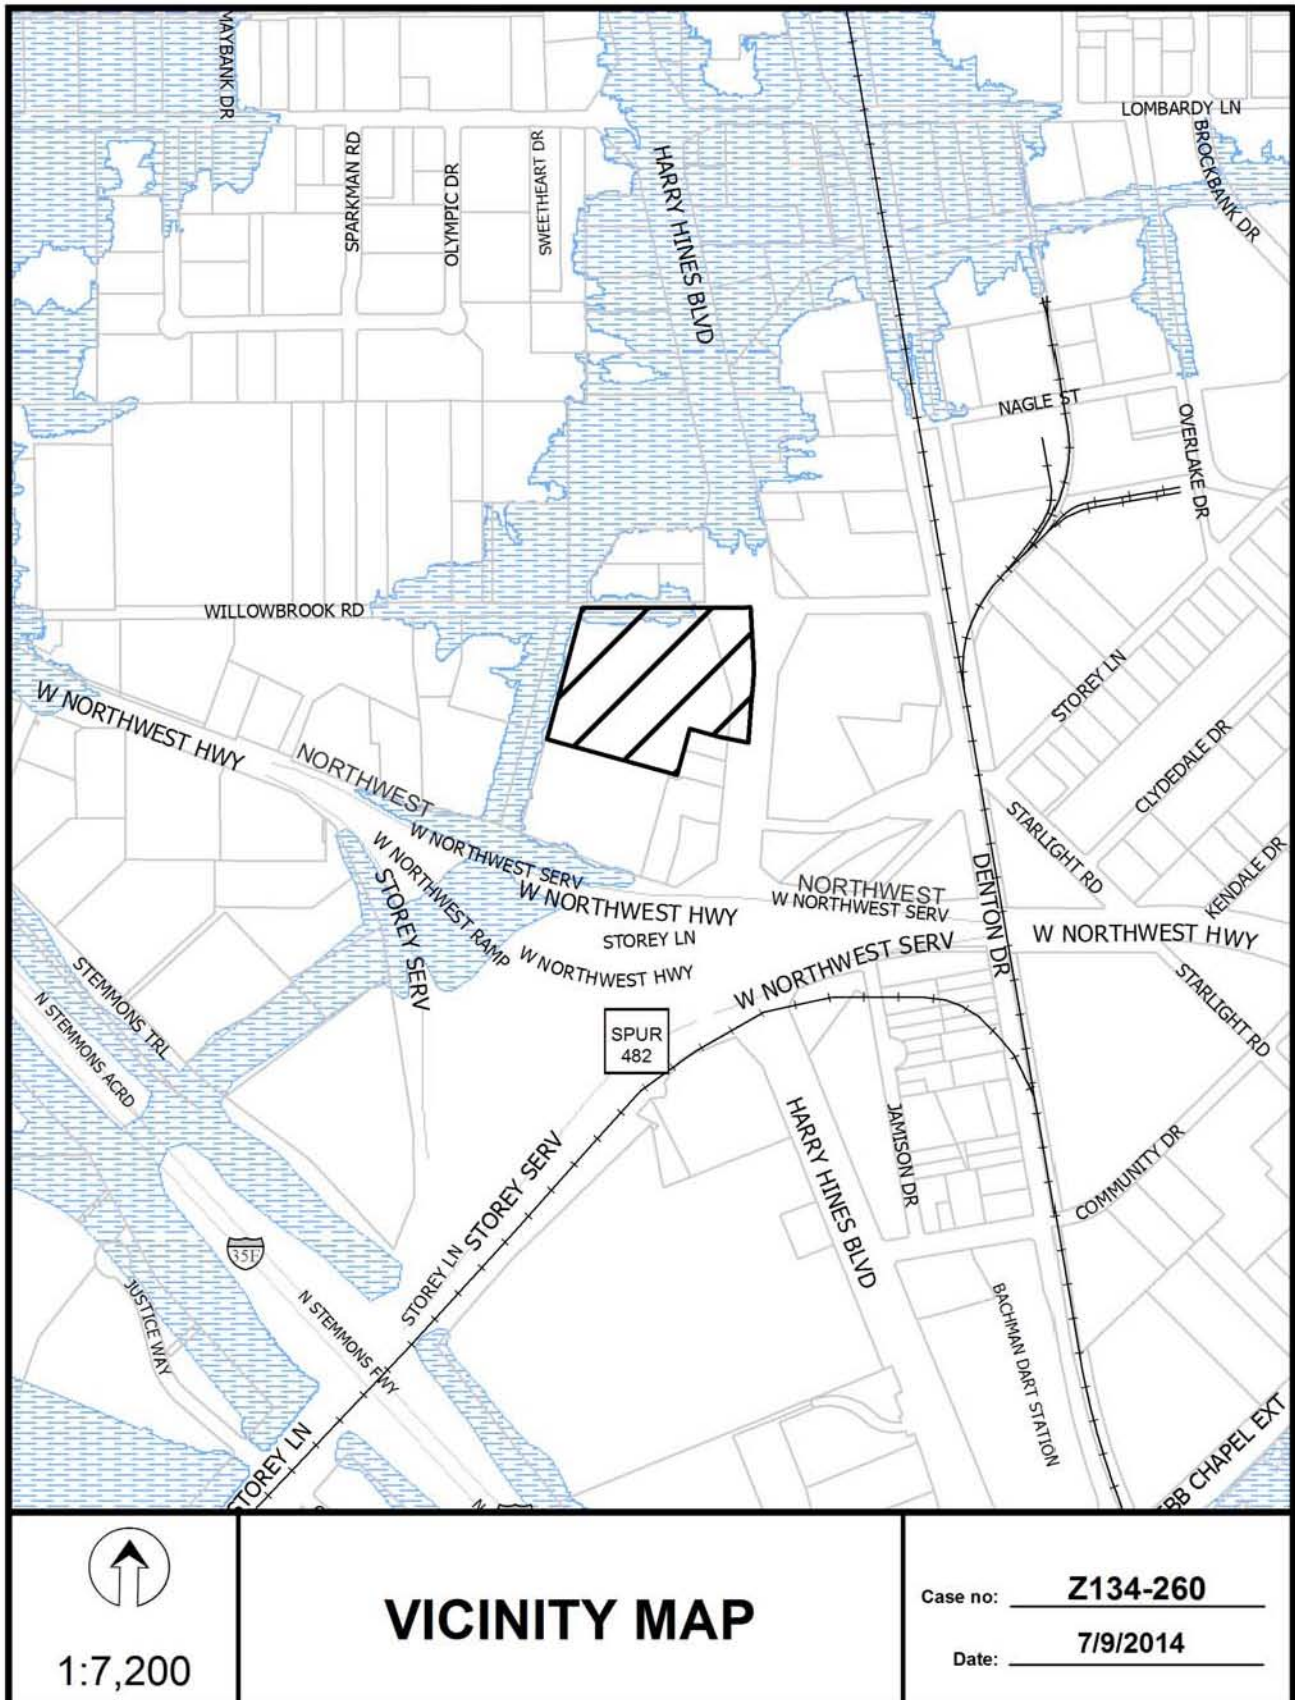 MAYBANK DR
LOMBARDY LN
BROCKBANK DR
SPARKMAN RD
OLYMPIC DR
SWEETHEART DR
HARRY HINES BLVD
NAGLE ST
OVERLAKE DR
WILLOWBROOK RD
STOREY LN
W NORTHWEST HWY
NORTHWEST
CLYDEDALE DR
STARLIGHT RD
W NORTHWEST SERV
W NORTHWEST RAMP
STOREY SERV
KENDALE DR
DENTON DR
NORTHWEST
W NORTHWEST SERV
W NORTHWEST HWY
STOREY LN
W NORTHWEST HWY
W NORTHWEST HWY
W NORTHWEST SERV
STEMMONS TRL
N STEMMONS ACRD
STARLIGHT RD
SPUR
482
HARRY HINES BLVD
JAMISON DR
COMMUNITY DR
STOREY SERV
STOREY LN
35E
JUSTICE WAY
N STEMMONS FWY
BACHMAN DART STATION
STOREY LN
BB CHAPEL EXT
1:7,200
VICINITY MAP
Case no: Z134-260
Date: 7/9/2014